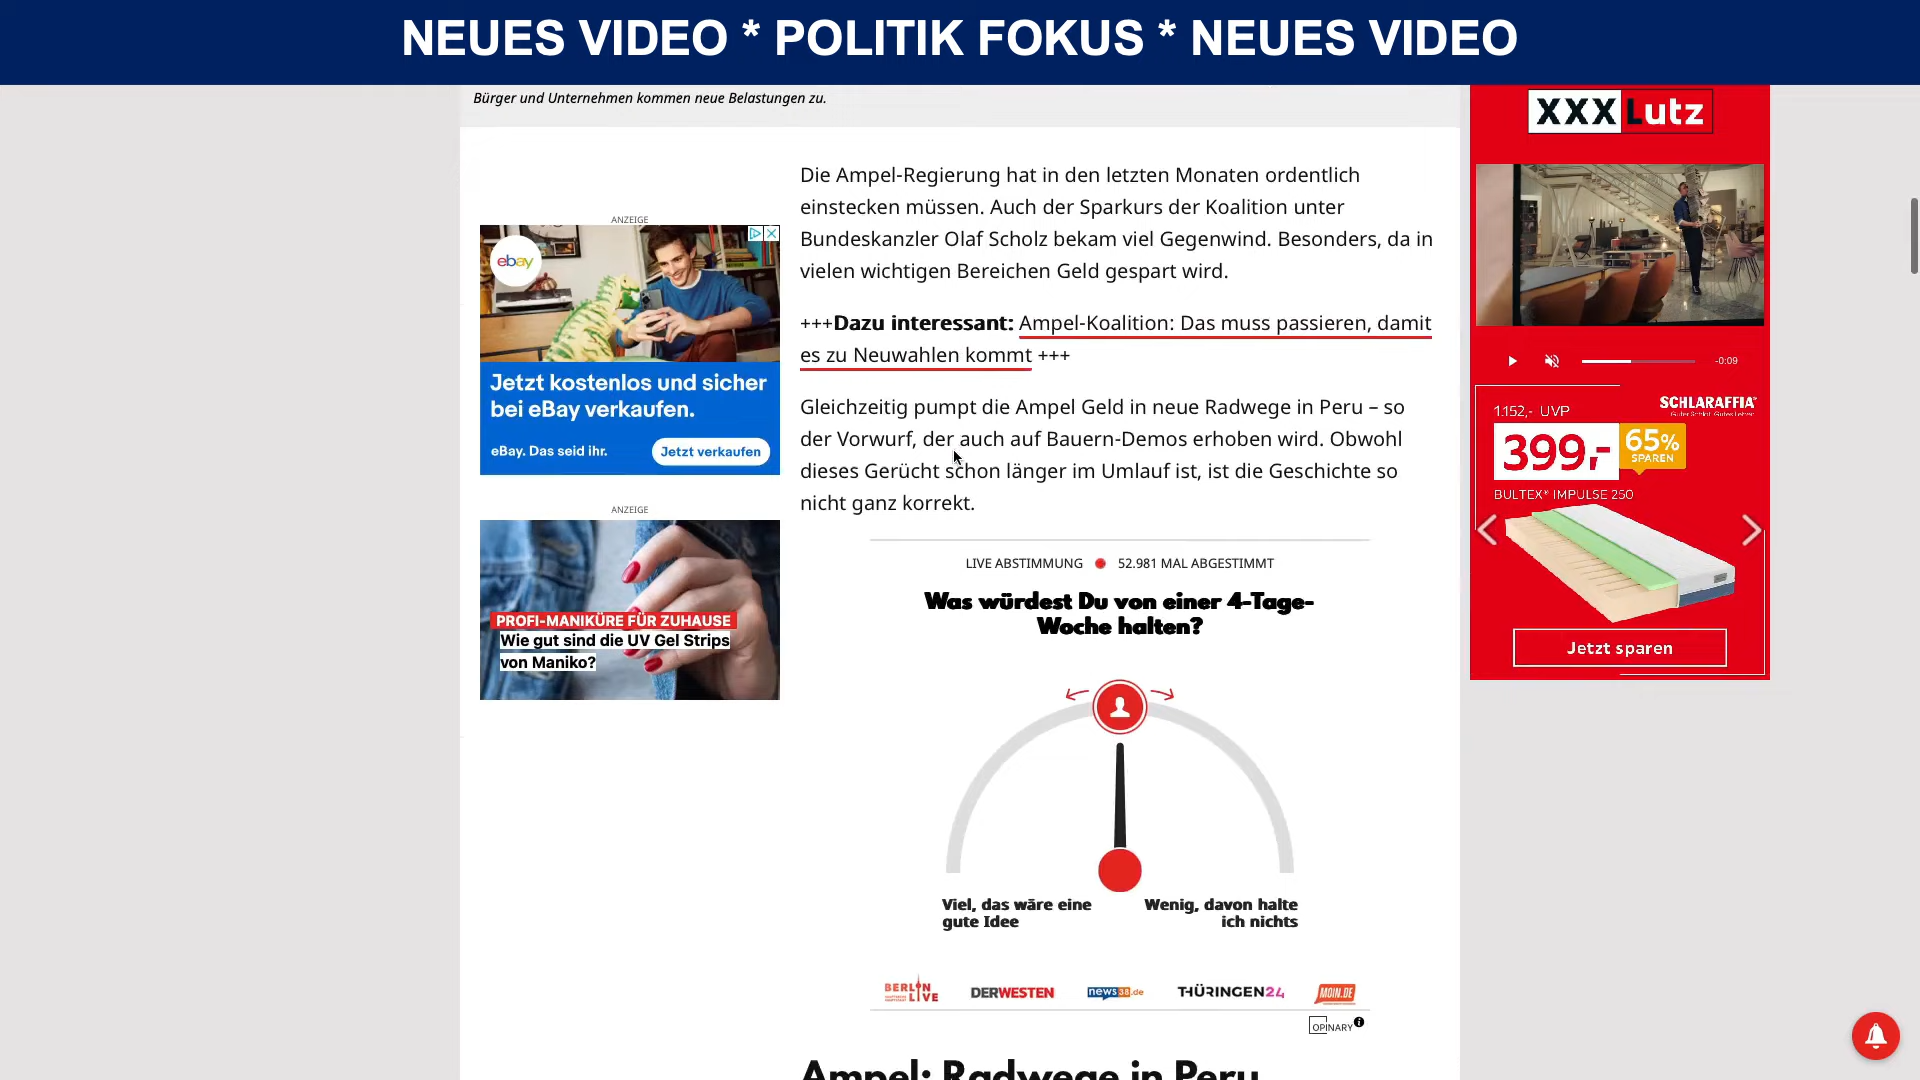 NEUES VIDEO * POLITIK FOKUS * NEUES VIDEO
Bürger und Unternehmen kommen neue Belastungen zu.
Die Ampel-Regierung hat in den letzten Monaten ordentlich
einstecken müssen. Auch der Sparkurs der Koalition unter
Bundeskanzler Olaf Scholz bekam viel Gegenwind. Besonders, da in
vielen wichtigen Bereichen Geld gespart wird.
+++Dazu interessant: Ampel-Koalition: Das muss passieren, damit
es zu Neuwahlen kommt +++
Gleichzeitig pumpt die Ampel Geld in neue Radwege in Peru – so
der Vorwurf, der auch auf Bauern-Demos erhoben wird. Obwohl
dieses Gerücht schon länger im Umlauf ist, ist die Geschichte so
nicht ganz korrekt.
LIVE ABSTIMMUNG 52.981 MAL ABGESTIMMT
Was würdest Du von einer 4-Tage-
Woche halten?
Viel, das wäre eine
gute Idee
Wenig, davon halte
ich nichts
BERLIN LIVE DERWESTEN news38.de THÜRINGEN24 MOIN.DE
OPINARY
Ampel: Radwege in Peru
ANZEIGE
ebay
Jetzt kostenlos und sicher
bei eBay verkaufen.
eBay. Das seid ihr. Jetzt verkaufen
ANZEIGE
PROFI-MANIKÜRE FÜR ZUHAUSE
Wie gut sind die UV Gel Strips
von Maniko?
XXXLutz
-0:09
SCHLARAFFIA
Guter Schlaf. Gutes Leben.
1.152,- UVP
399,- 65%
SPAREN
BULTEX® IMPULSE 250
Jetzt sparen